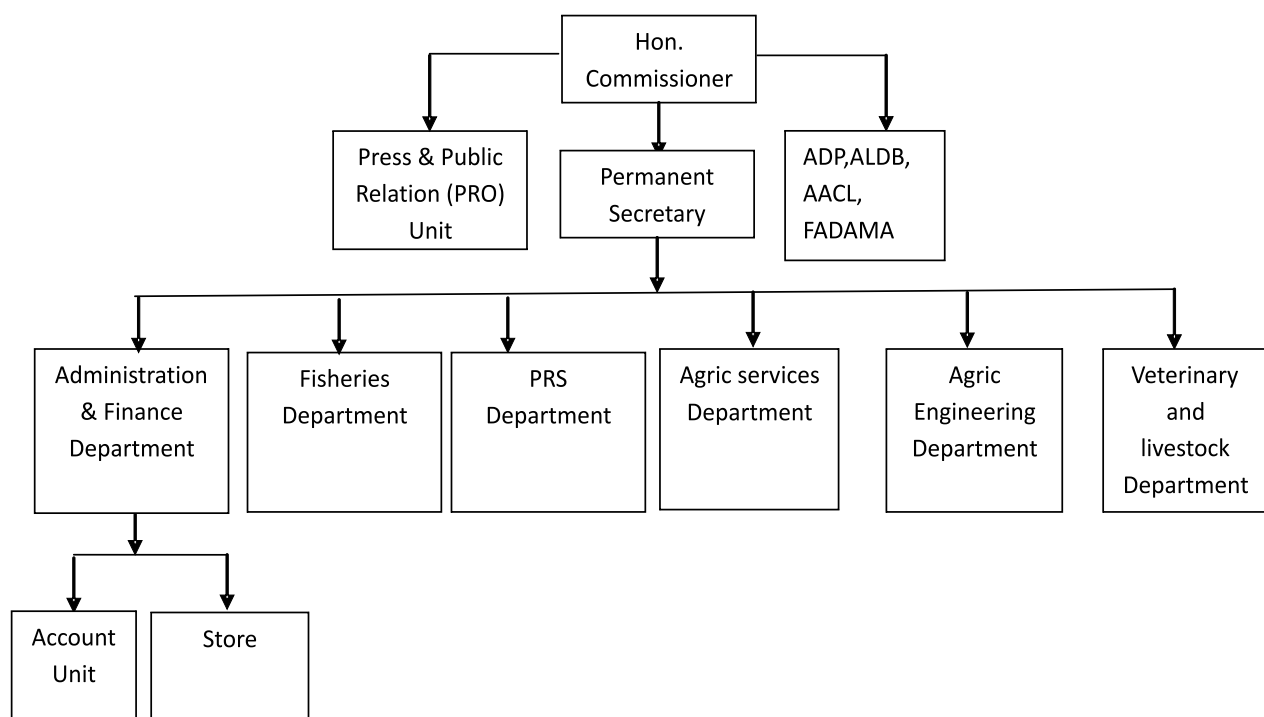 Hon.
Commissioner
Press & Public
Relation (PRO)
Unit
Permanent
Secretary
ADP,ALDB,
AACL,
FADAMA
Administration
& Finance
Department
Fisheries
Department
PRS
Department
Agric services
Department
Agric
Engineering
Department
Veterinary
and
livestock
Department
Account
Unit
Store